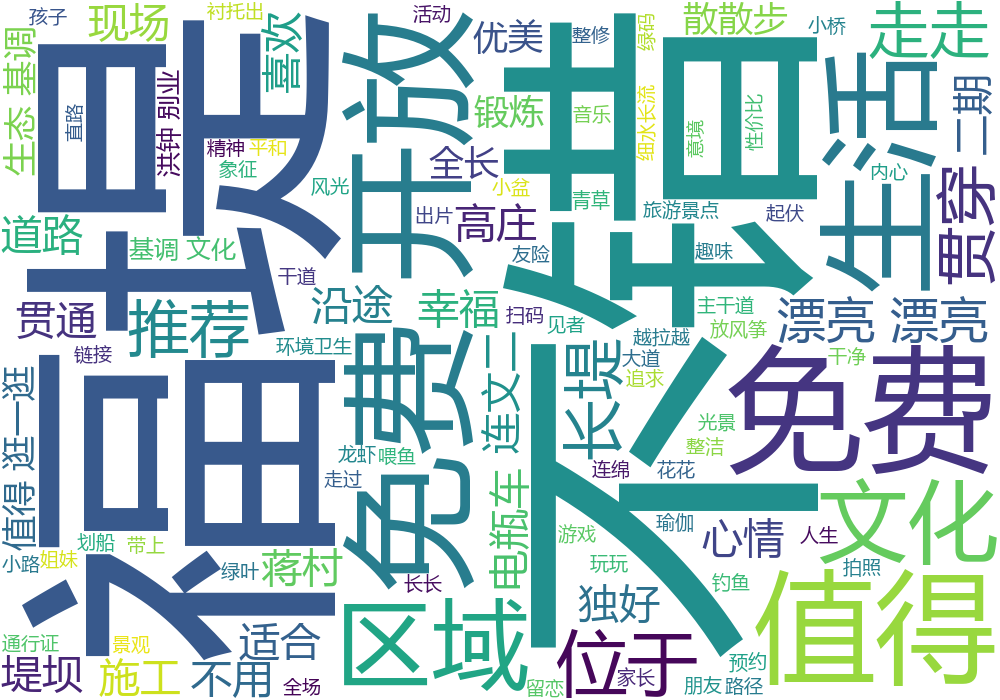 孩子
衬托出
活动
现场
喜欢
优美
整修
绿码
散散步
小桥
走走
生态 基调
直路
洪钟 别业
福堤
开放
锻炼
音乐
细水长流
不错
意境
性价比
生活
二期
精神
平和
象征
全长
风光
小盆
青草
旅游景点
内心
起伏
贯穿
道路
基调 文化
出片
高庄
友险
趣味
干道
贯通
推荐
沿途
幸福
扫码
见者
主干道
放风筝
漂亮
漂亮
链接
环境卫生
越拉越
大道
干净
值得 逛一逛
免费
连文二
长堤
追求
免费
光景
整洁
龙虾
喂鱼
走过
连绵
花花
电瓶车
文化
划船
带上
姐妹
小路
绿叶
蒋村
长长
游戏
玩玩
瑜伽
心情
人生
钓鱼
拍照
值得
通行证
景观
适合
区域
独好
位于
预约
堤坝
施工
不用
全场
留恋
家长
朋友
路径